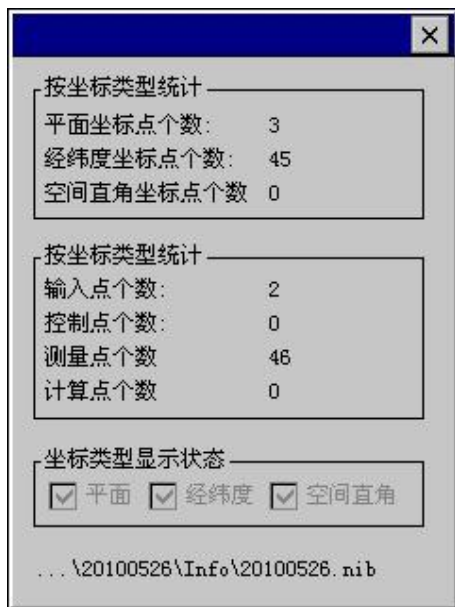 按坐标类型统计
平面坐标点个数: 3
经纬度坐标点个数: 45
空间直角坐标点个数 0
按坐标类型统计
输入点个数: 2
控制点个数: 0
测量点个数 46
计算点个数 0
坐标类型显示状态
平面 经纬度 空间直角
...\20100526\Info\20100526.nib